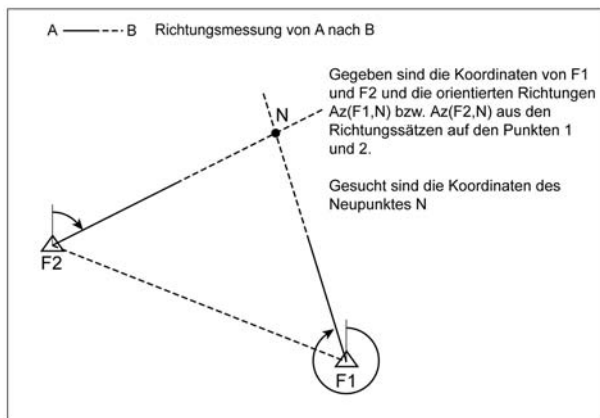 A B Richtungsmessung von A nach B
Gegeben sind die Koordinaten von F1
und F2 und die orientierten Richtungen
Az(F1,N) bzw. Az(F2,N) aus den
Richtungssätzen auf den Punkten 1
und 2.
Gesucht sind die Koordinaten des
Neupunktes N
N
F2
F1